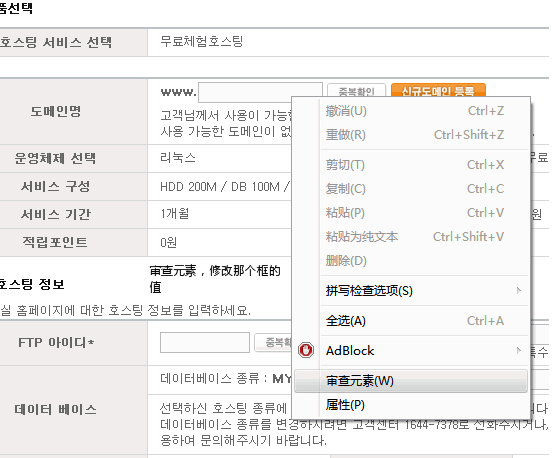 품선택
호스팅 서비스 선택 무료체험호스팅
도메인명 www. 중복확인 신규도메인 등록
고객님께서 사용이 가능한
사용 가능한 도메인이 없
운영체제 선택 리눅스 무료
서비스 구성 HDD 200M / DB 100M /
서비스 기간 1개월
적립포인트 0원
撤消(U) Ctrl+Z
重做(R) Ctrl+Shift+Z
剪切(T) Ctrl+X
复制(C) Ctrl+C
粘贴(P) Ctrl+V
粘贴为纯文本 Ctrl+Shift+V
删除(D)
拼写检查选项(S)
全选(A) Ctrl+A
AdBlock
审查元素(W)
属性(P)
审查元素，修改那个框的
值
호스팅 정보
실 홈페이지에 대한 호스팅 정보를 입력하세요.
FTP 아이디* 중복확 특수
데이터 베이스 데이터베이스 종류 : MY
선택하신 호스팅 종류에 니다
데이터베이스 종류를 변경하시려면 고객센터 1644-7378로 전화주시거나,
용하여 문의해주시기 바랍니다.